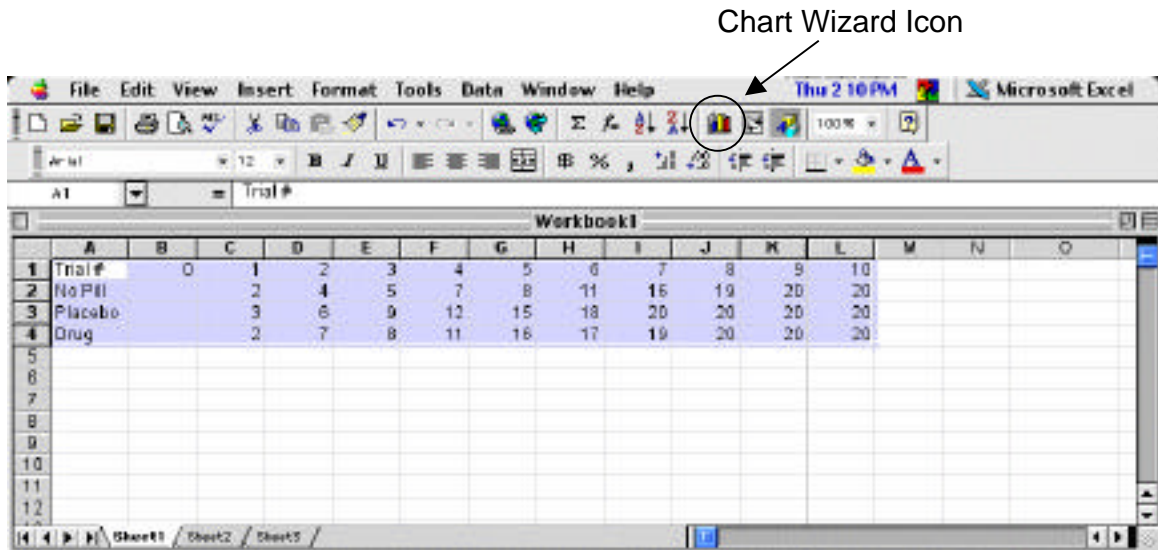 Chart Wizard Icon
File Edit View Insert Format Tools Data Window Help Thu 2 10 PM Microsoft Excel
100%
Arial 12 B I U %
A1 = Trial #
Workbook1
A B C D E F G H I J K L M N O
1 Trial # 0 1 2 3 4 5 6 7 8 9 10
2 No Pill 2 4 5 7 8 11 16 19 20 20
3 Placebo 3 6 9 12 15 18 20 20 20 20
4 Drug 2 7 8 11 16 17 19 20 20 20
5
6
7
8
9
10
11
12
Sheet1 Sheet2 Sheet3